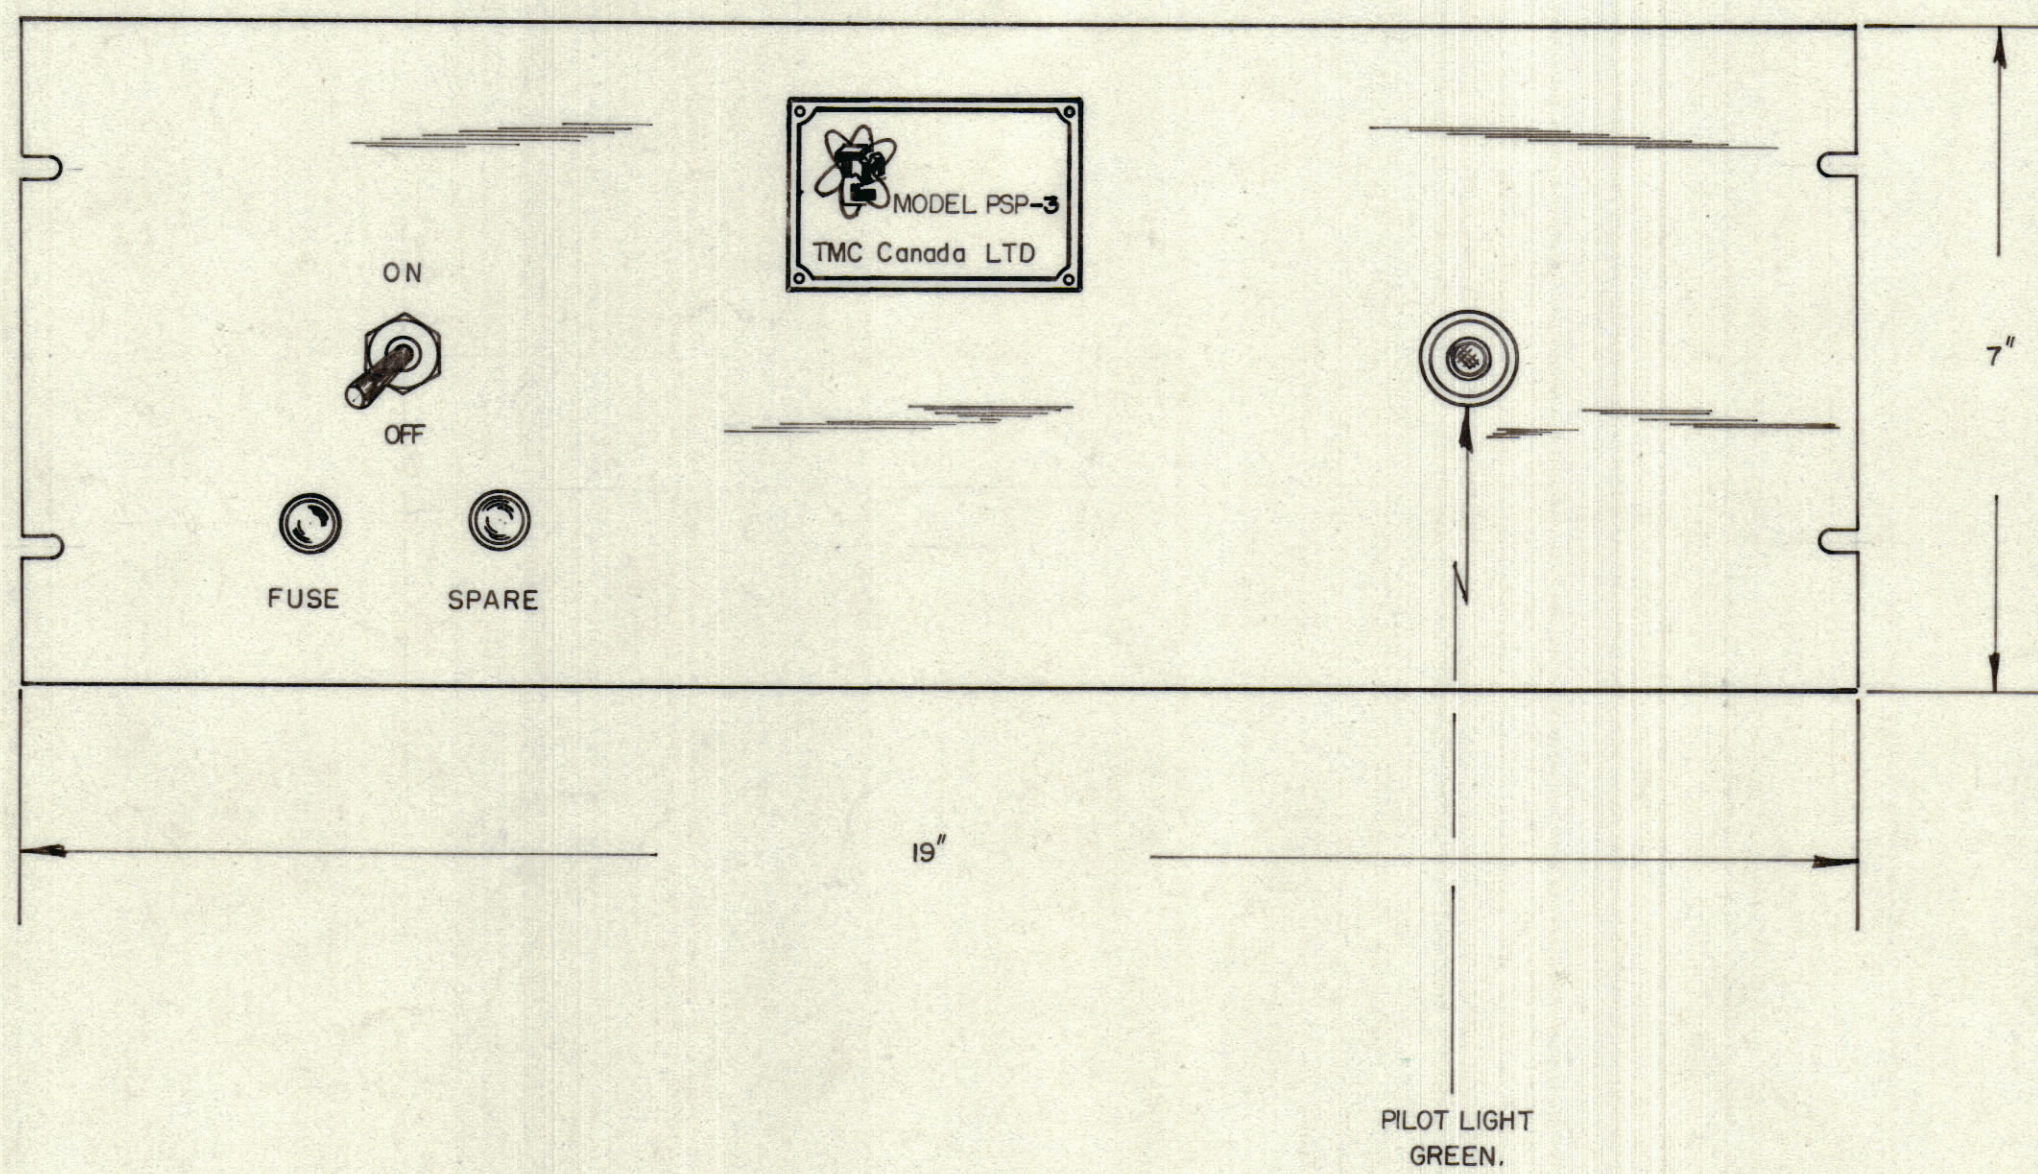 MODEL PSP-3
TMC Canada LTD
ON
OFF
7"
FUSE
SPARE
19"
PILOT LIGHT
GREEN.